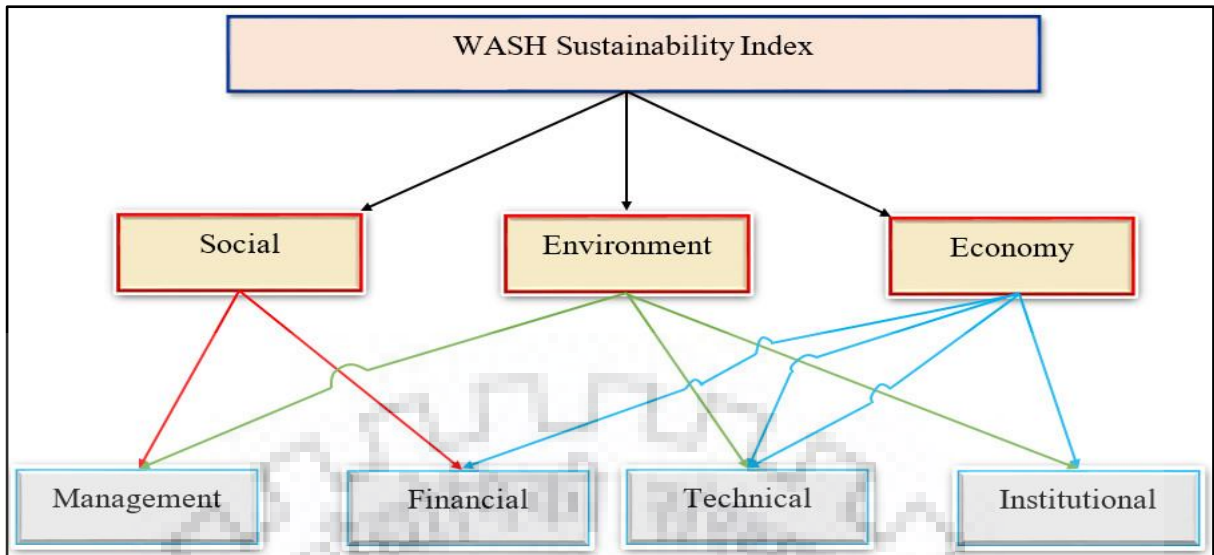 WASH Sustainability Index
Social
Environment
Economy
Management
Financial
Technical
Institutional